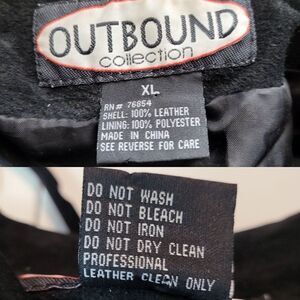 OUTBOUND
collection
XL
RN# 76854
SHELL: 100% LEATHER
LINING: 100% POLYESTER
MADE IN CHINA
SEE REVERSE FOR CARE
DO NOT WASH
DO NOT BLEACH
DO NOT IRON
DO NOT DRY CLEAN
PROFESSIONAL
LEATHER CLEAN ONLY